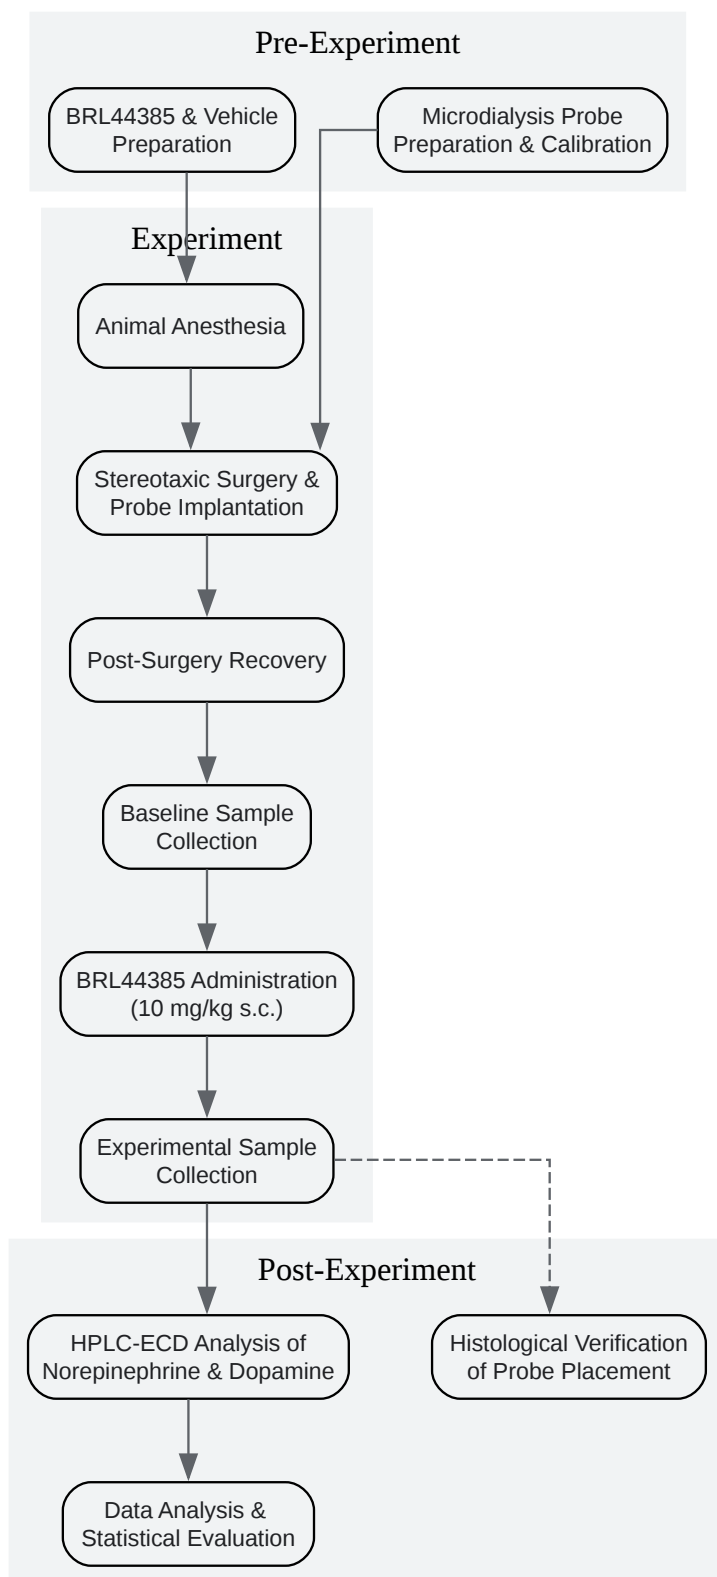 Pre-Experiment
BRL44385 & Vehicle
Preparation
Microdialysis Probe
Preparation & Calibration
Experiment
Animal Anesthesia
Stereotaxic Surgery &
Probe Implantation
Post-Surgery Recovery
Baseline Sample
Collection
BRL44385 Administration
(10 mg/kg s.c.)
Experimental Sample
Collection
Post-Experiment
HPLC-ECD Analysis of
Norepinephrine & Dopamine
Histological Verification
of Probe Placement
Data Analysis &
Statistical Evaluation